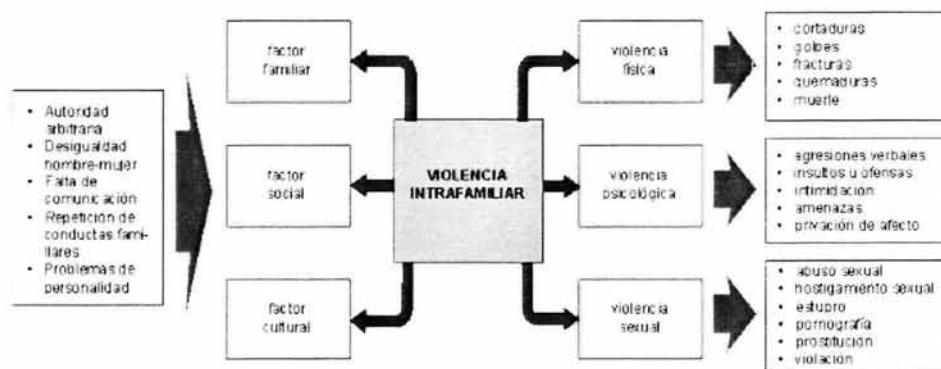 • Autoridad
arbitraria
• Desigualdad
hombre-mujer
• Falta de
comunicación
• Repetición de
conductas fami-
liares
• Problemas de
personalidad
factor
familiar
factor
social
factor
cultural
VIOLENCIA
INTRAFAMILIAR
violencia
física
violencia
psicológica
violencia
sexual
• cortaduras
• golpes
• fracturas
• quemaduras
• muerte
• agresiones verbales
• insultos u ofensas
• intimidación
• amenazas
• privación de afecto
• abuso sexual
• hostigamiento sexual
• estupro
• pornografía
• prostitución
• violación